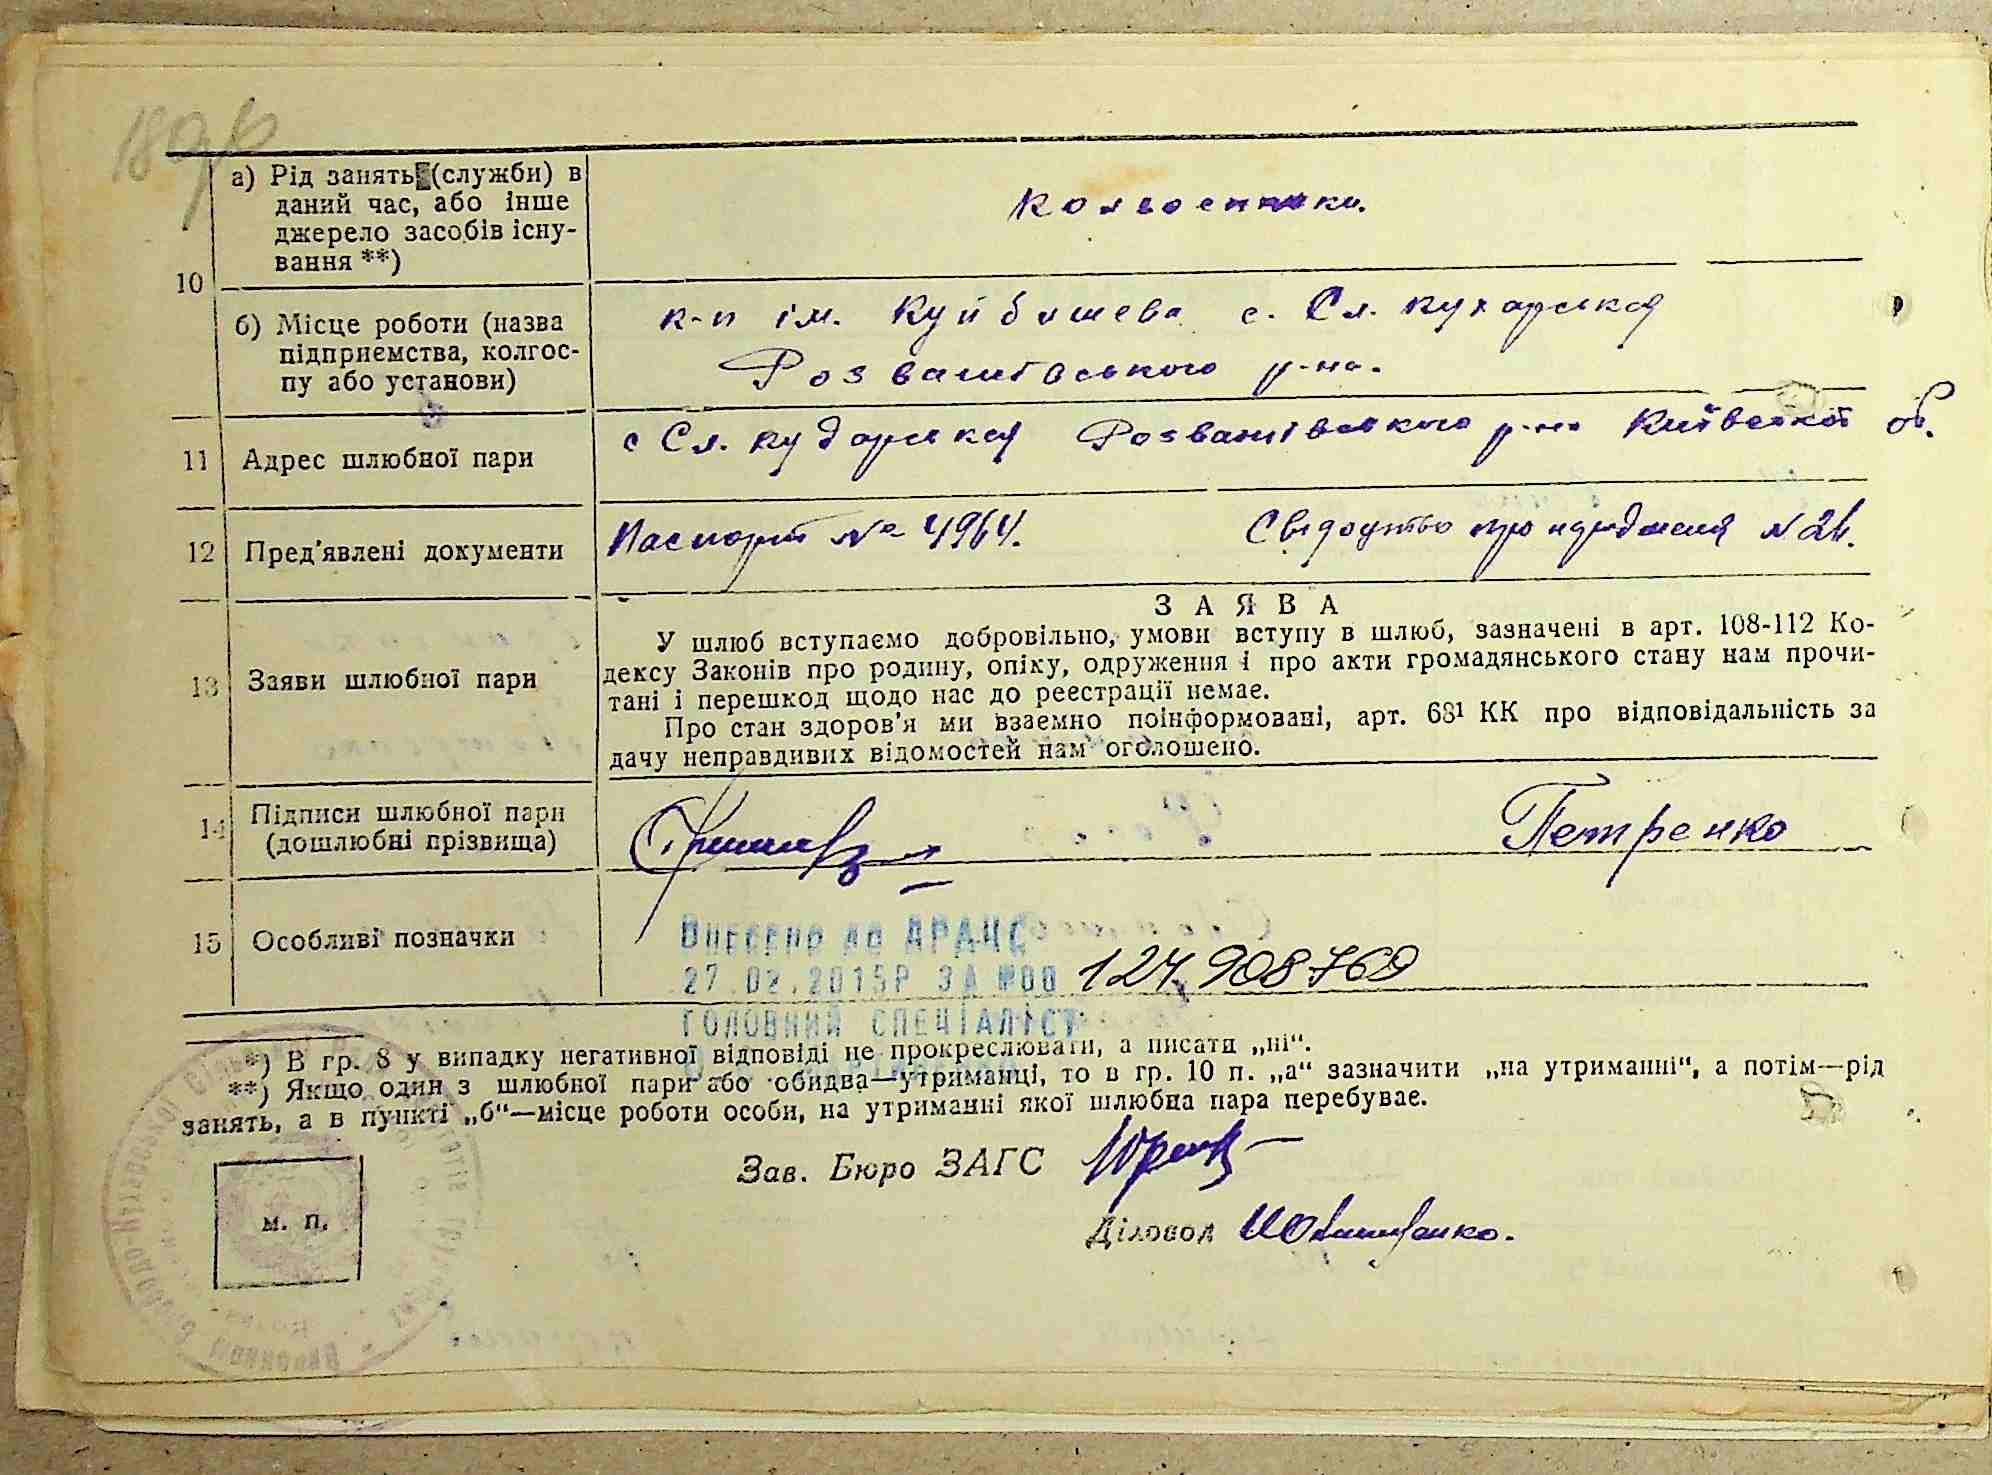 18 об
10
а) Рід занять (служби) в
даний час, або інше
джерело засобів існу-
вання **)
Колгоспники.
б) Місце роботи (назва
підприємства, колгос-
пу або установи)
к-п ім. Куйбишева с. Сл. Кухарська
Розважівського р-на.
11 Адрес шлюбної пари
с Сл. Кухарська Розважівського р-на Київської об.
12 Пред'явлені документи
Паспорт № 4964. Свідоцтво про народження №
13 Заяви шлюбної пари
ЗАЯВА
У шлюб вступаємо добровільно, умови вступу в шлюб, зазначені в арт. 108-112 Ко-
дексу Законів про родину, опіку, одруження і про акти громадянського стану нам прочи-
тані і перешкод щодо нас до реєстрації немає.
Про стан здоров'я ми взаємно поінформовані, арт. 68¹ КК про відповідальність за
дачу неправдивих відомостей нам оголошено.
14 Підписи шлюбної пари
(дошлюбні прізвища)
Петренко
15 Особливі позначки
Внесено до ДРАЦС
27.02.2015р за №00 124908769
Головний спеціаліст
*) В гр. 8 у випадку негативної відповіді не прокреслювати, а писати „ні“.
**) Якщо один з шлюбної пари або обидва—утриманці, то в гр. 10 п. „а“ зазначити „на утриманні“, а потім—рід
занять, а в пункті „б“—місце роботи особи, на утриманні якої шлюбна пара перебуває.
Зав. Бюро ЗАГС
м. п.
Діловод